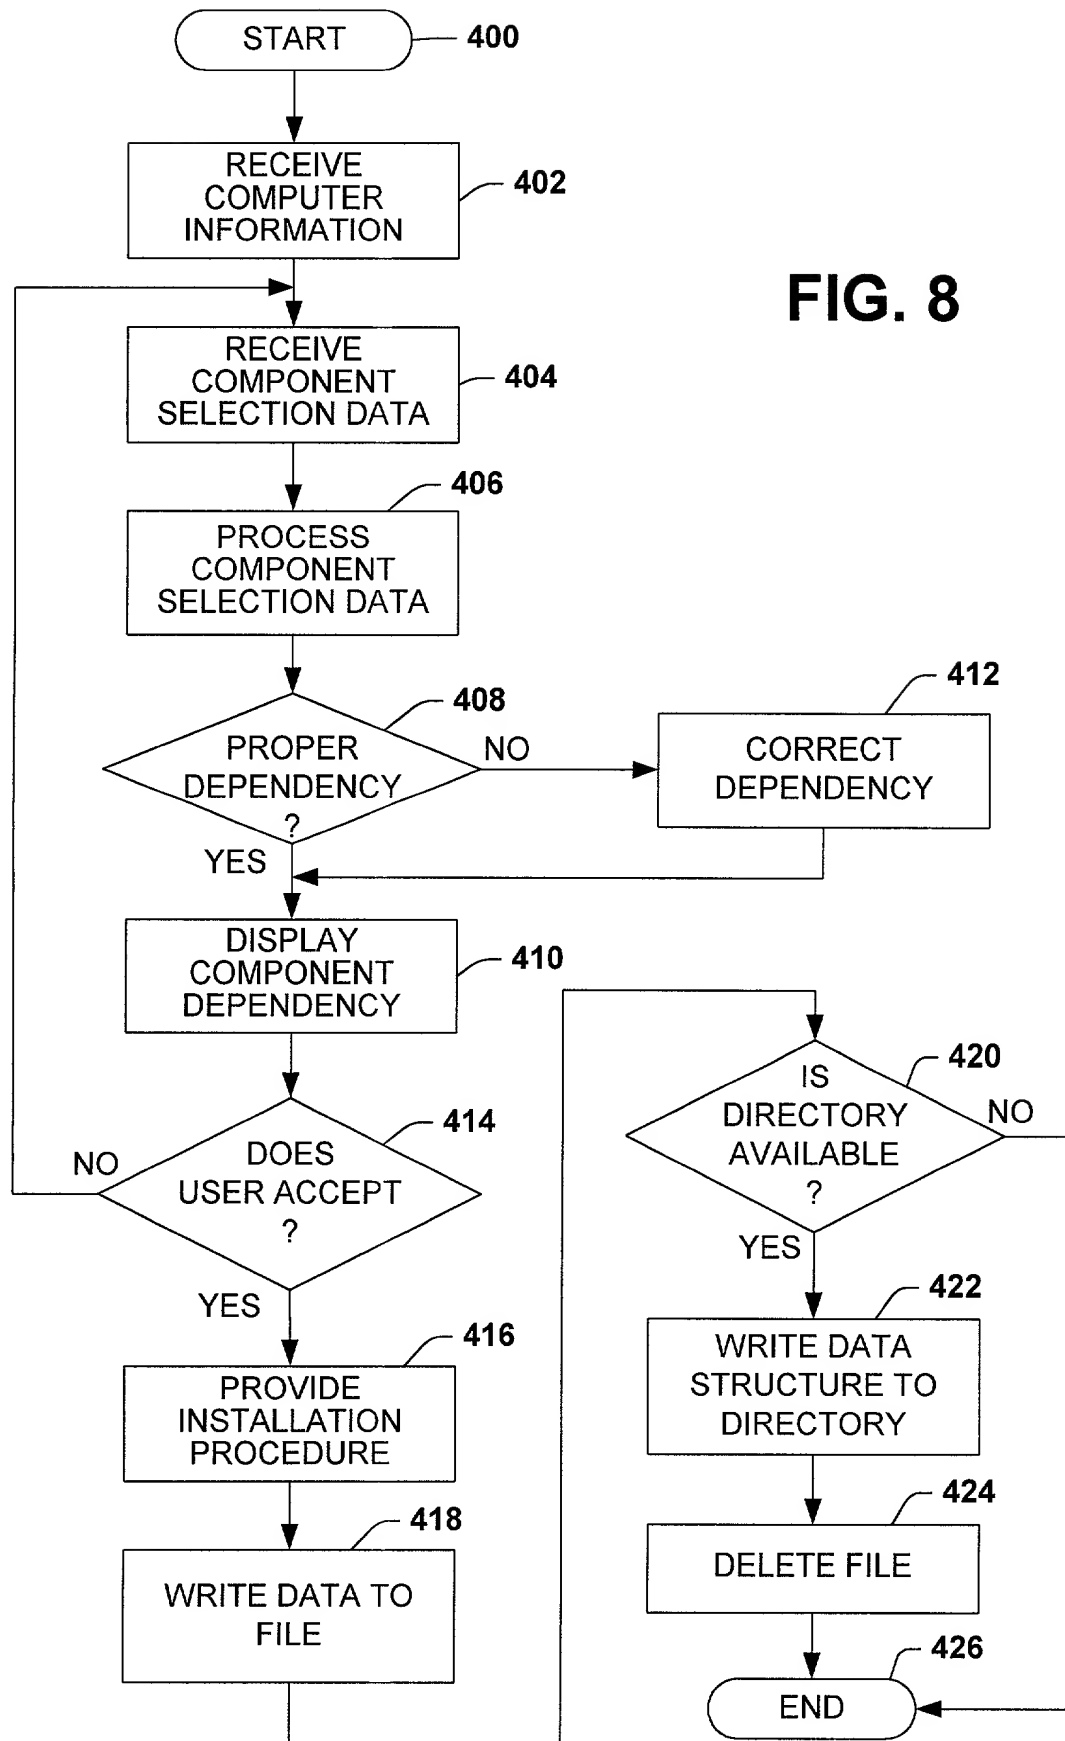 START
400
RECEIVE
COMPUTER
INFORMATION
402
FIG. 8
RECEIVE
COMPONENT
SELECTION DATA
404
406
PROCESS
COMPONENT
SELECTION DATA
408
PROPER
DEPENDENCY
?
NO
YES
412
CORRECT
DEPENDENCY
DISPLAY
COMPONENT
DEPENDENCY
410
414
DOES
USER ACCEPT
?
NO
YES
416
PROVIDE
INSTALLATION
PROCEDURE
418
WRITE DATA TO
FILE
420
IS
DIRECTORY
AVAILABLE
?
NO
YES
422
WRITE DATA
STRUCTURE TO
DIRECTORY
424
DELETE FILE
426
END